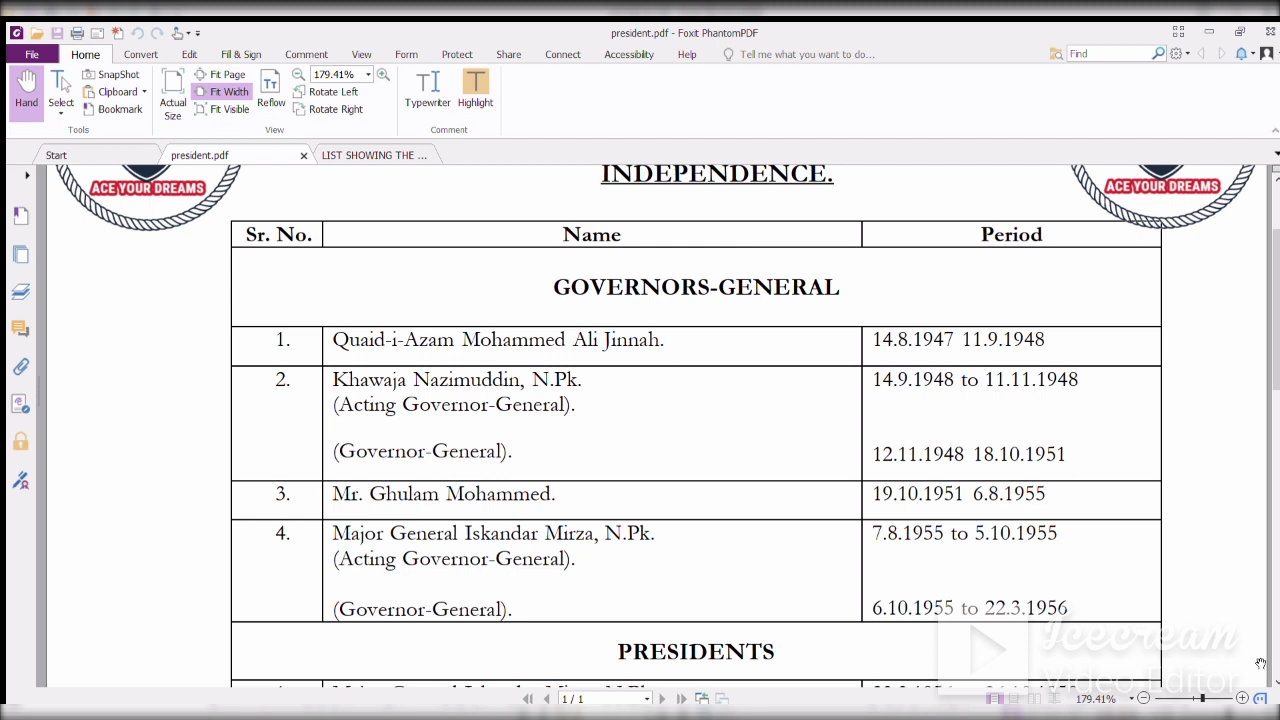 president.pdf - Foxit PhantomPDF
File Home Convert Edit Fill & Sign Comment View Form Protect Share Connect Accessibility Help Tell me what you want to do... Find
Hand
Select
SnapShot
Clipboard
Bookmark
Tools
Actual Size
Fit Page
Fit Width
Fit Visible
Reflow
179.41%
Rotate Left
Rotate Right
View
Typewriter
Highlight
Comment
Start president.pdf LIST SHOWING THE ...
INDEPENDENCE.
ACE YOUR DREAMS ACE YOUR DREAMS
Sr. No. Name Period
GOVERNORS-GENERAL
1. Quaid-i-Azam Mohammed Ali Jinnah. 14.8.1947 11.9.1948
2. Khawaja Nazimuddin, N.Pk. 14.9.1948 to 11.11.1948
(Acting Governor-General).
(Governor-General). 12.11.1948 18.10.1951
3. Mr. Ghulam Mohammed. 19.10.1951 6.8.1955
4. Major General Iskandar Mirza, N.Pk. 7.8.1955 to 5.10.1955
(Acting Governor-General).
(Governor-General). 6.10.1955 to 22.3.1956
PRESIDENTS
Icecream
Video Editor
1 / 1
179.41%